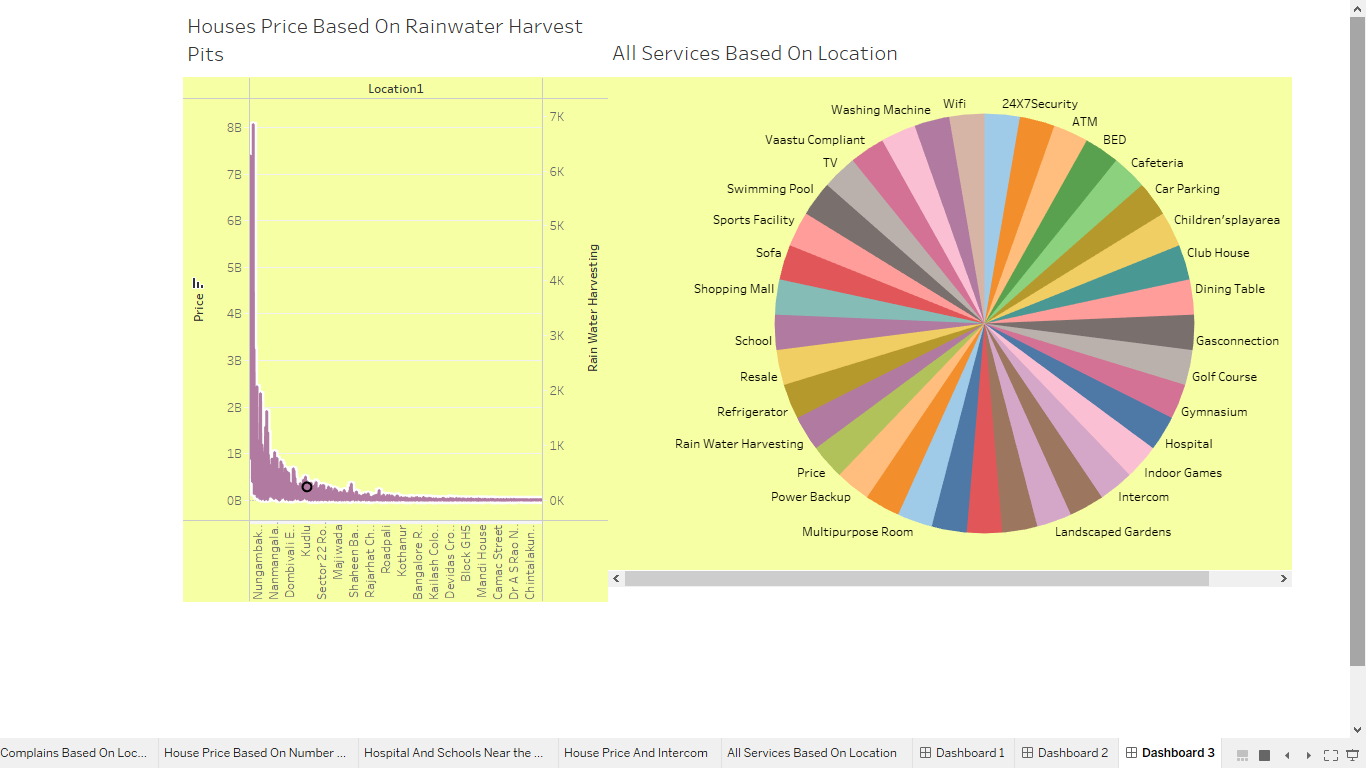 Houses Price Based On Rainwater Harvest
Pits
All Services Based On Location
Location1
Price
8B
7B
6B
5B
4B
3B
2B
1B
0B
7K
6K
5K
4K
3K
2K
1K
0K
Rain Water Harvesting
Nungambak..
Nanmangala..
Dombivali E..
Kudlu
Sector 22 Ro..
Majiwada
Shaheen Ba..
Rajarhat Ch..
Roadpali
Kothanur
Bangalore R..
Kailash Colo..
Devidas Cro..
Block GHS
Mandi House
Camac Street
Dr A S Rao N..
Chintalakun..
Wifi
24X7Security
Washing Machine
ATM
Vaastu Compliant
BED
TV
Cafeteria
Swimming Pool
Car Parking
Sports Facility
Children'splayarea
Sofa
Club House
Shopping Mall
Dining Table
School
Gasconnection
Resale
Golf Course
Refrigerator
Gymnasium
Rain Water Harvesting
Hospital
Price
Indoor Games
Power Backup
Intercom
Multipurpose Room
Landscaped Gardens
Complains Based On Loc...
House Price Based On Number ...
Hospital And Schools Near the ...
House Price And Intercom
All Services Based On Location
Dashboard 1
Dashboard 2
Dashboard 3